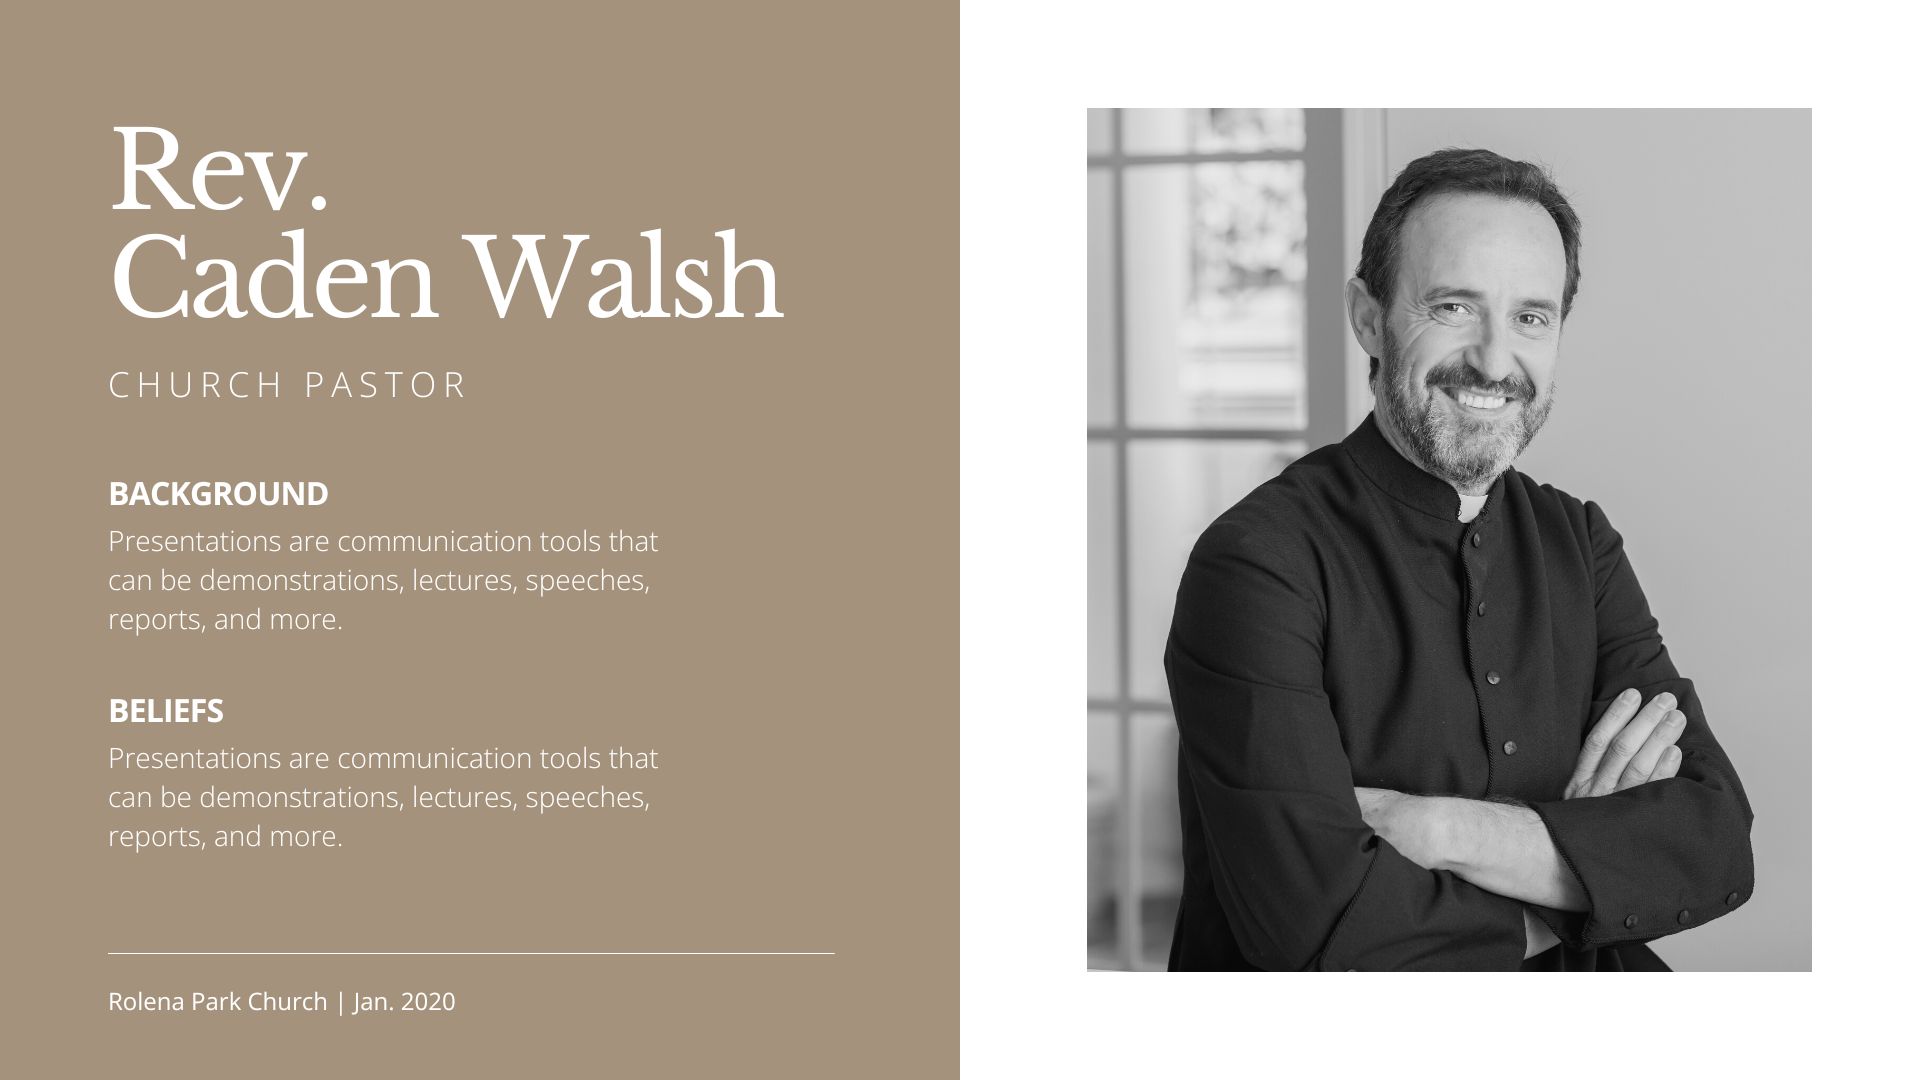 Rev.
Caden Walsh
CHURCH PASTOR
BACKGROUND
Presentations are communication tools that
can be demonstrations, lectures, speeches,
reports, and more.
BELIEFS
Presentations are communication tools that
can be demonstrations, lectures, speeches,
reports, and more.
Rolena Park Church | Jan. 2020